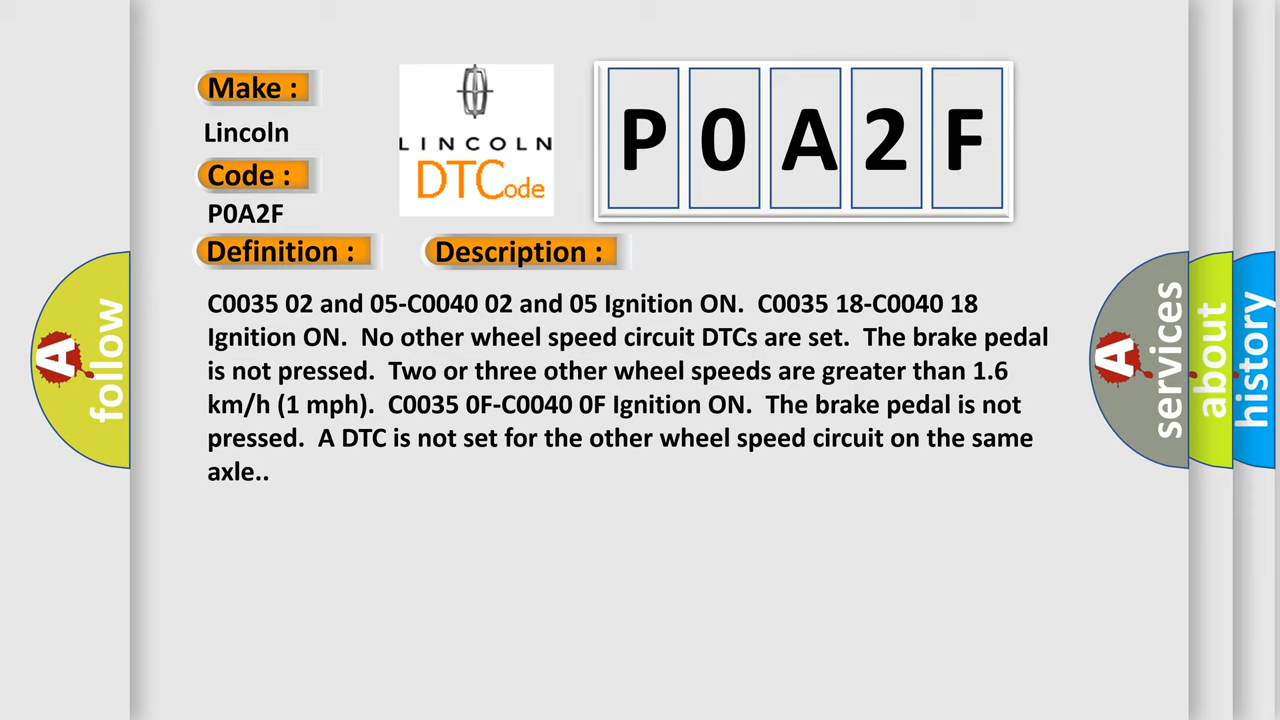 Make :
Lincoln
Code :
P0A2F
Definition :
Description :
LINCOLN
DTCode
P0A2F
C0035 02 and 05-C0040 02 and 05 Ignition ON. C0035 18-C0040 18
Ignition ON. No other wheel speed circuit DTCs are set. The brake pedal
is not pressed. Two or three other wheel speeds are greater than 1.6
km/h (1 mph). C0035 0F-C0040 0F Ignition ON. The brake pedal is not
pressed. A DTC is not set for the other wheel speed circuit on the same
axle..
A follow
A services
about
history